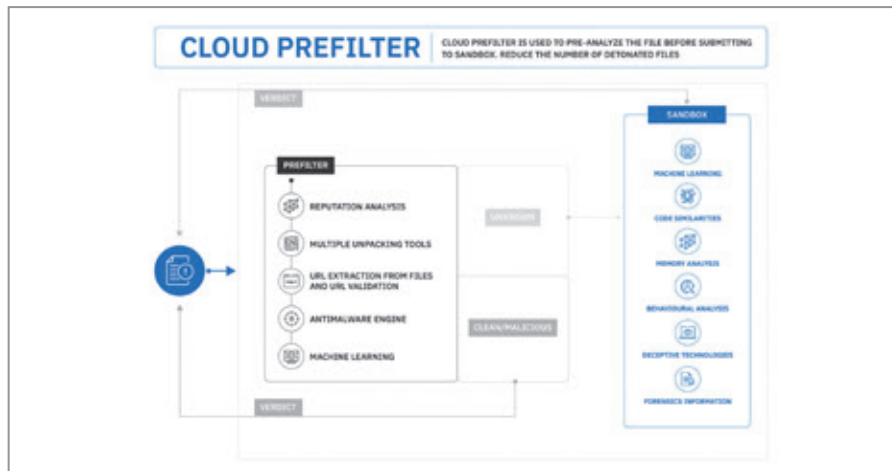 CLOUD PREFILTER
CLOUD PREFILTER IS USED TO PRE-ANALYZE THE FILE BEFORE SUBMITTING
TO SANDBOX. REDUCE THE NUMBER OF DETONATED FILES
VERDICT
SANDBOX
PREFILTER
MACHINE LEARNING
REPUTATION ANALYSIS
UNKNOWN
CODE SIMILARITIES
MULTIPLE UNPACKING TOOLS
MEMORY ANALYSIS
URL EXTRACTION FROM FILES
AND URL VALIDATION
BEHAVIOURAL ANALYSIS
ANTIMALWARE ENGINE
CLEAN/MALICIOUS
DECEPTIVE TECHNOLOGIES
MACHINE LEARNING
FORENSICS INFORMATION
VERDICT